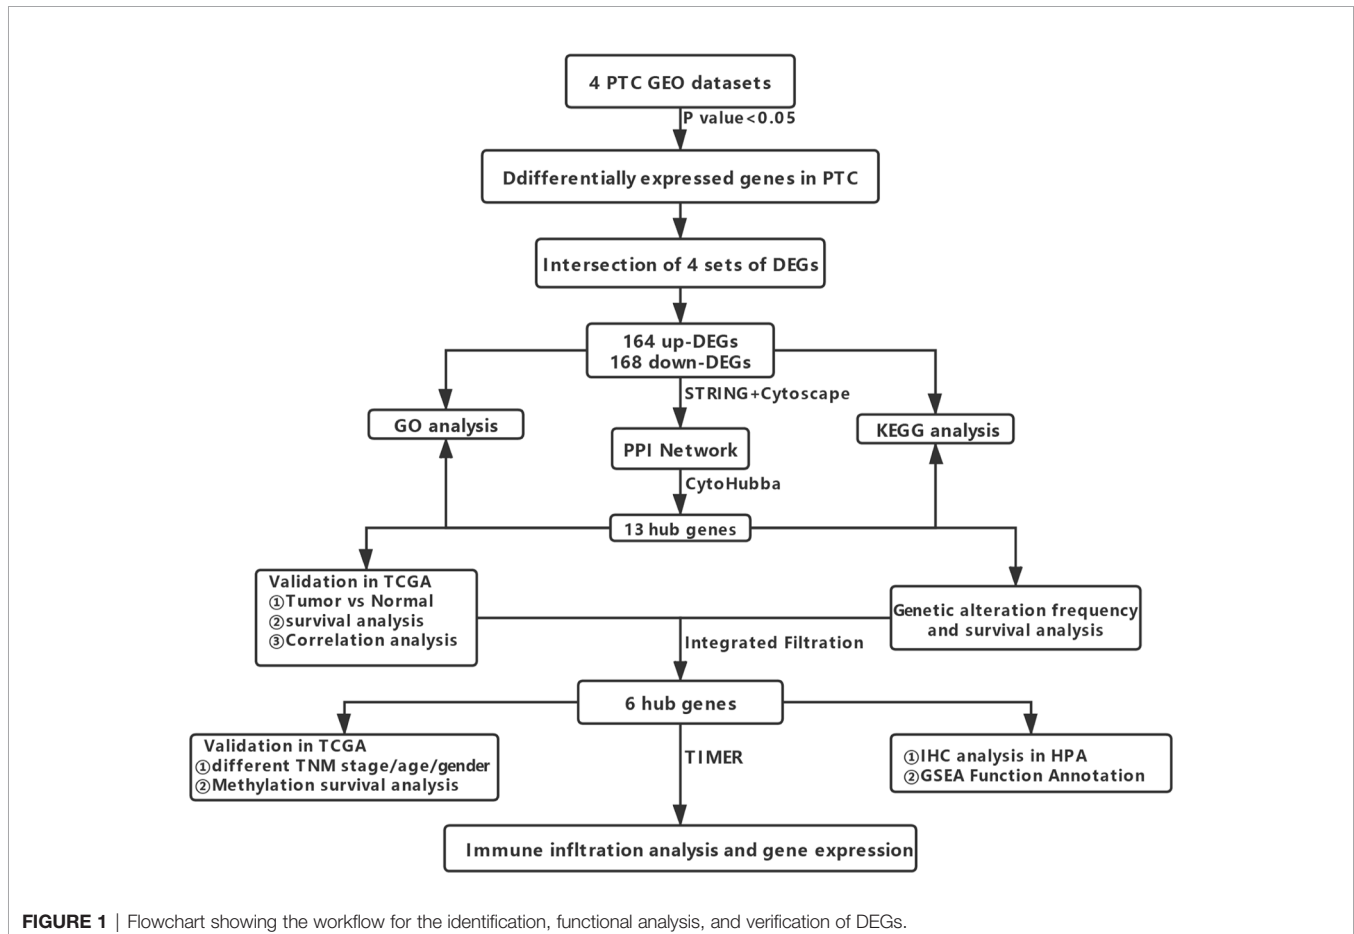 4 PTC GEO datasets
P value<0.05
Ddifferentially expressed genes in PTC
Intersection of 4 sets of DEGs
164 up-DEGs
168 down-DEGs
STRING+Cytoscape
GO analysis
KEGG analysis
PPI Network
CytoHubba
13 hub genes
Validation in TCGA
①Tumor vs Normal
②survival analysis
③Correlation analysis
Genetic alteration frequency
and survival analysis
Integrated Filtration
6 hub genes
Validation in TCGA
①different TNM stage/age/gender
②Methylation survival analysis
TIMER
①IHC analysis in HPA
②GSEA Function Annotation
Immune infltration analysis and gene expression
FIGURE 1 | Flowchart showing the workflow for the identification, functional analysis, and verification of DEGs.